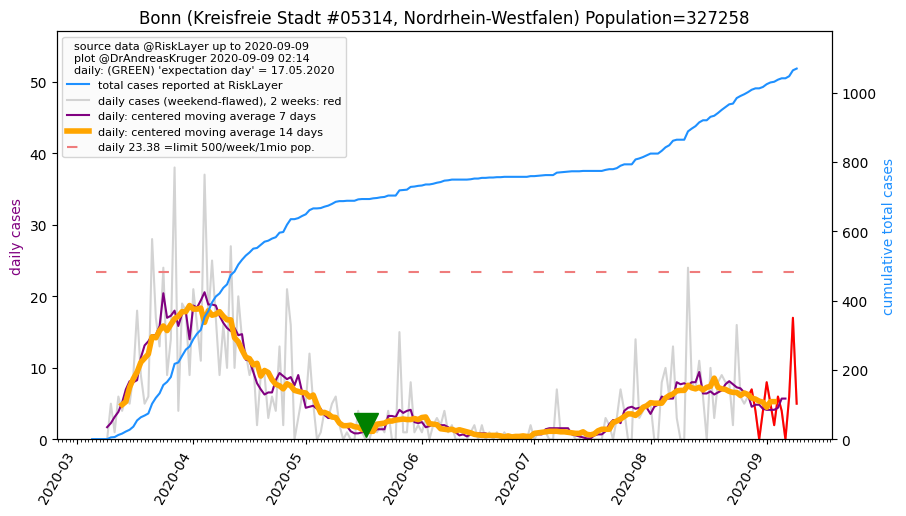 Bonn (Kreisfreie Stadt #05314, Nordrhein-Westfalen) Population=327258
source data @RiskLayer up to 2020-09-09
plot @DrAndreasKruger 2020-09-09 02:14
daily: (GREEN) 'expectation day' = 17.05.2020
total cases reported at RiskLayer
daily cases (weekend-flawed), 2 weeks: red
daily: centered moving average 7 days
daily: centered moving average 14 days
daily 23.38 =limit 500/week/1mio pop.
daily cases
50
40
30
20
10
0
cumulative total cases
1000
800
600
400
200
0
2020-03
2020-04
2020-05
2020-06
2020-07
2020-08
2020-09